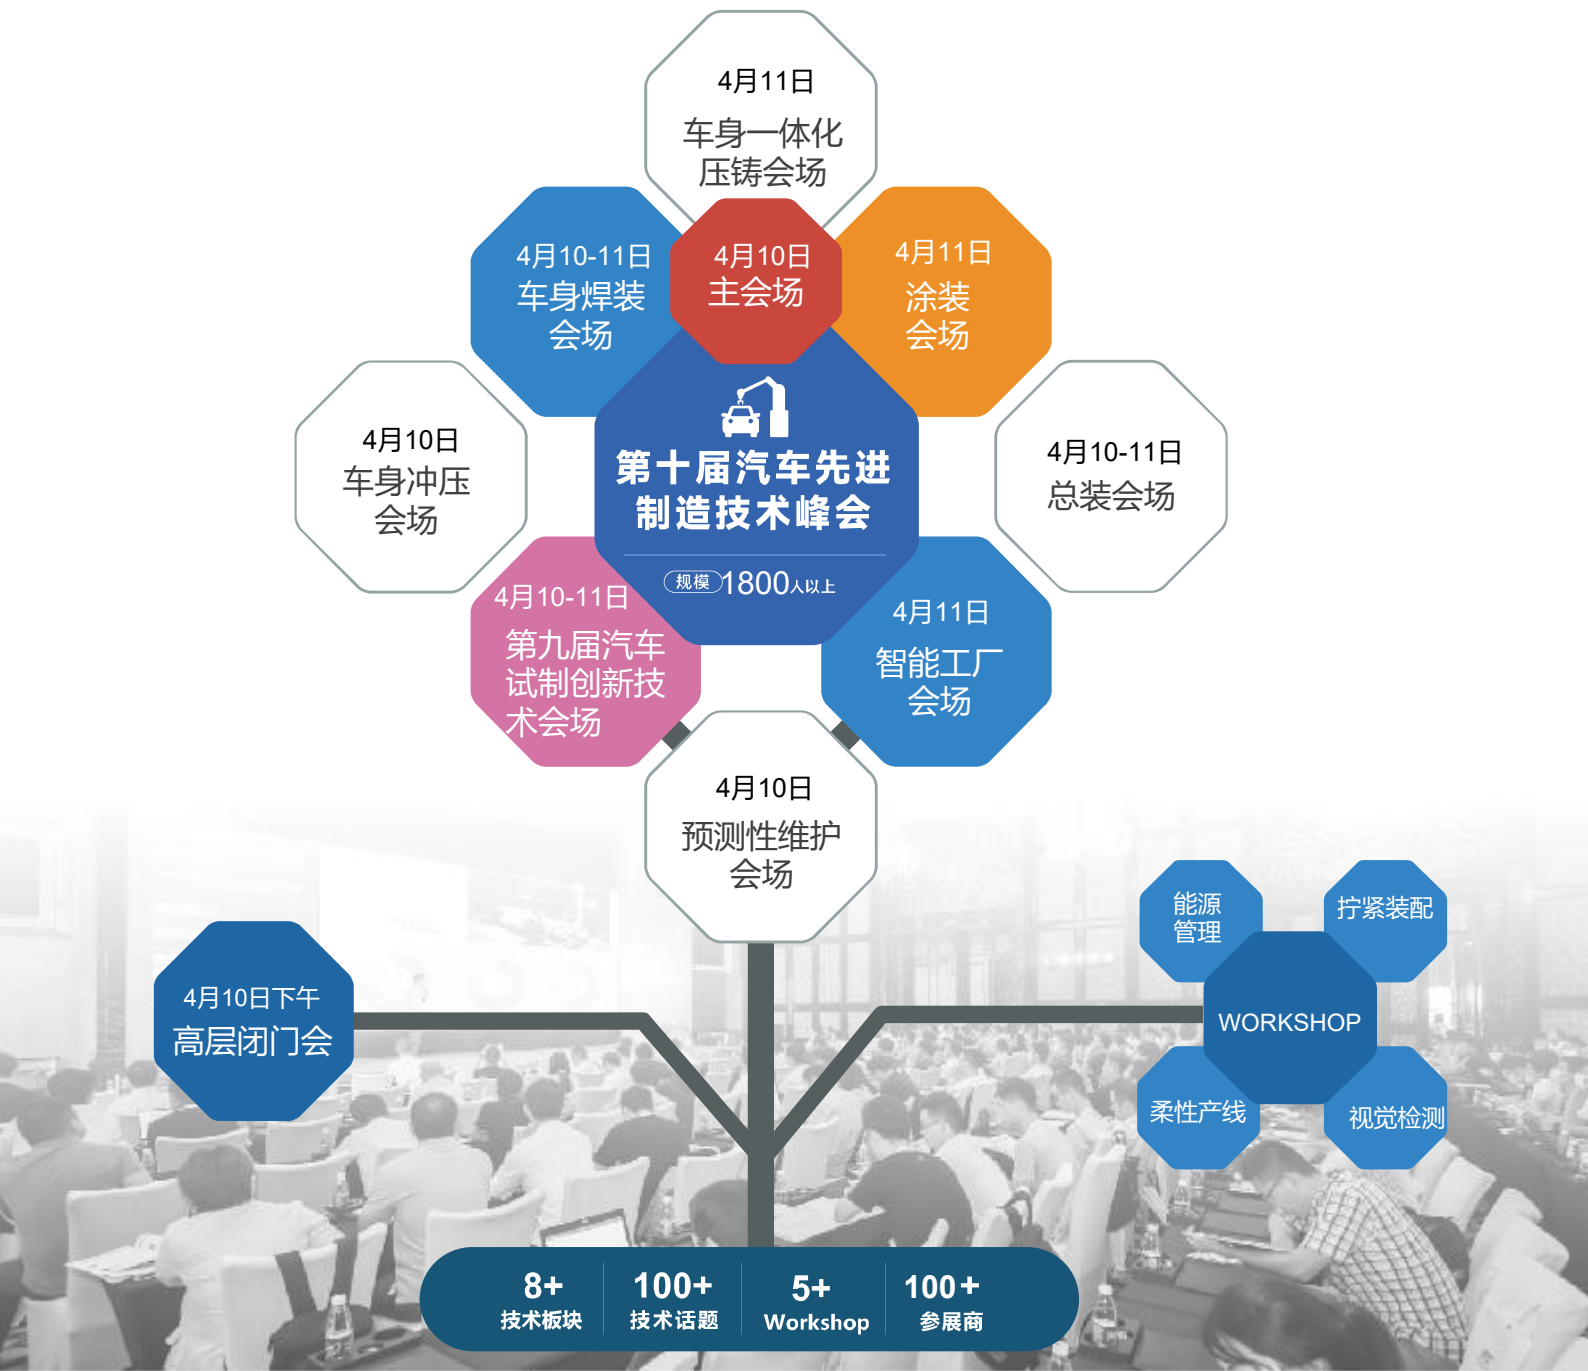 4月11日
车身一体化
压铸会场
4月10-11日
车身焊装
会场
4月10日
主会场
4月11日
涂装
会场
4月10日
车身冲压
会场
第十届汽车先进
制造技术峰会
规模 1800人以上
4月10-11日
总装会场
4月10-11日
第九届汽车
试制创新技
术会场
4月11日
智能工厂
会场
4月10日
预测性维护
会场
4月10日下午
高层闭门会
能源
管理
拧紧装配
WORKSHOP
柔性产线
视觉检测
8+
技术板块
100+
技术话题
5+
Workshop
100+
参展商